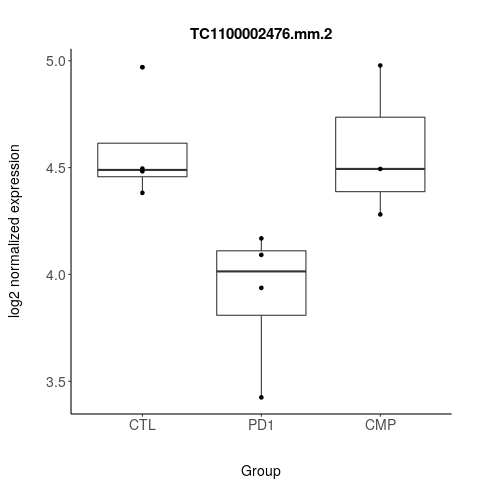 TC1100002476.mm.2
log2 normalized expression
5.0
4.5
4.0
3.5
CTL PD1 CMP
Group